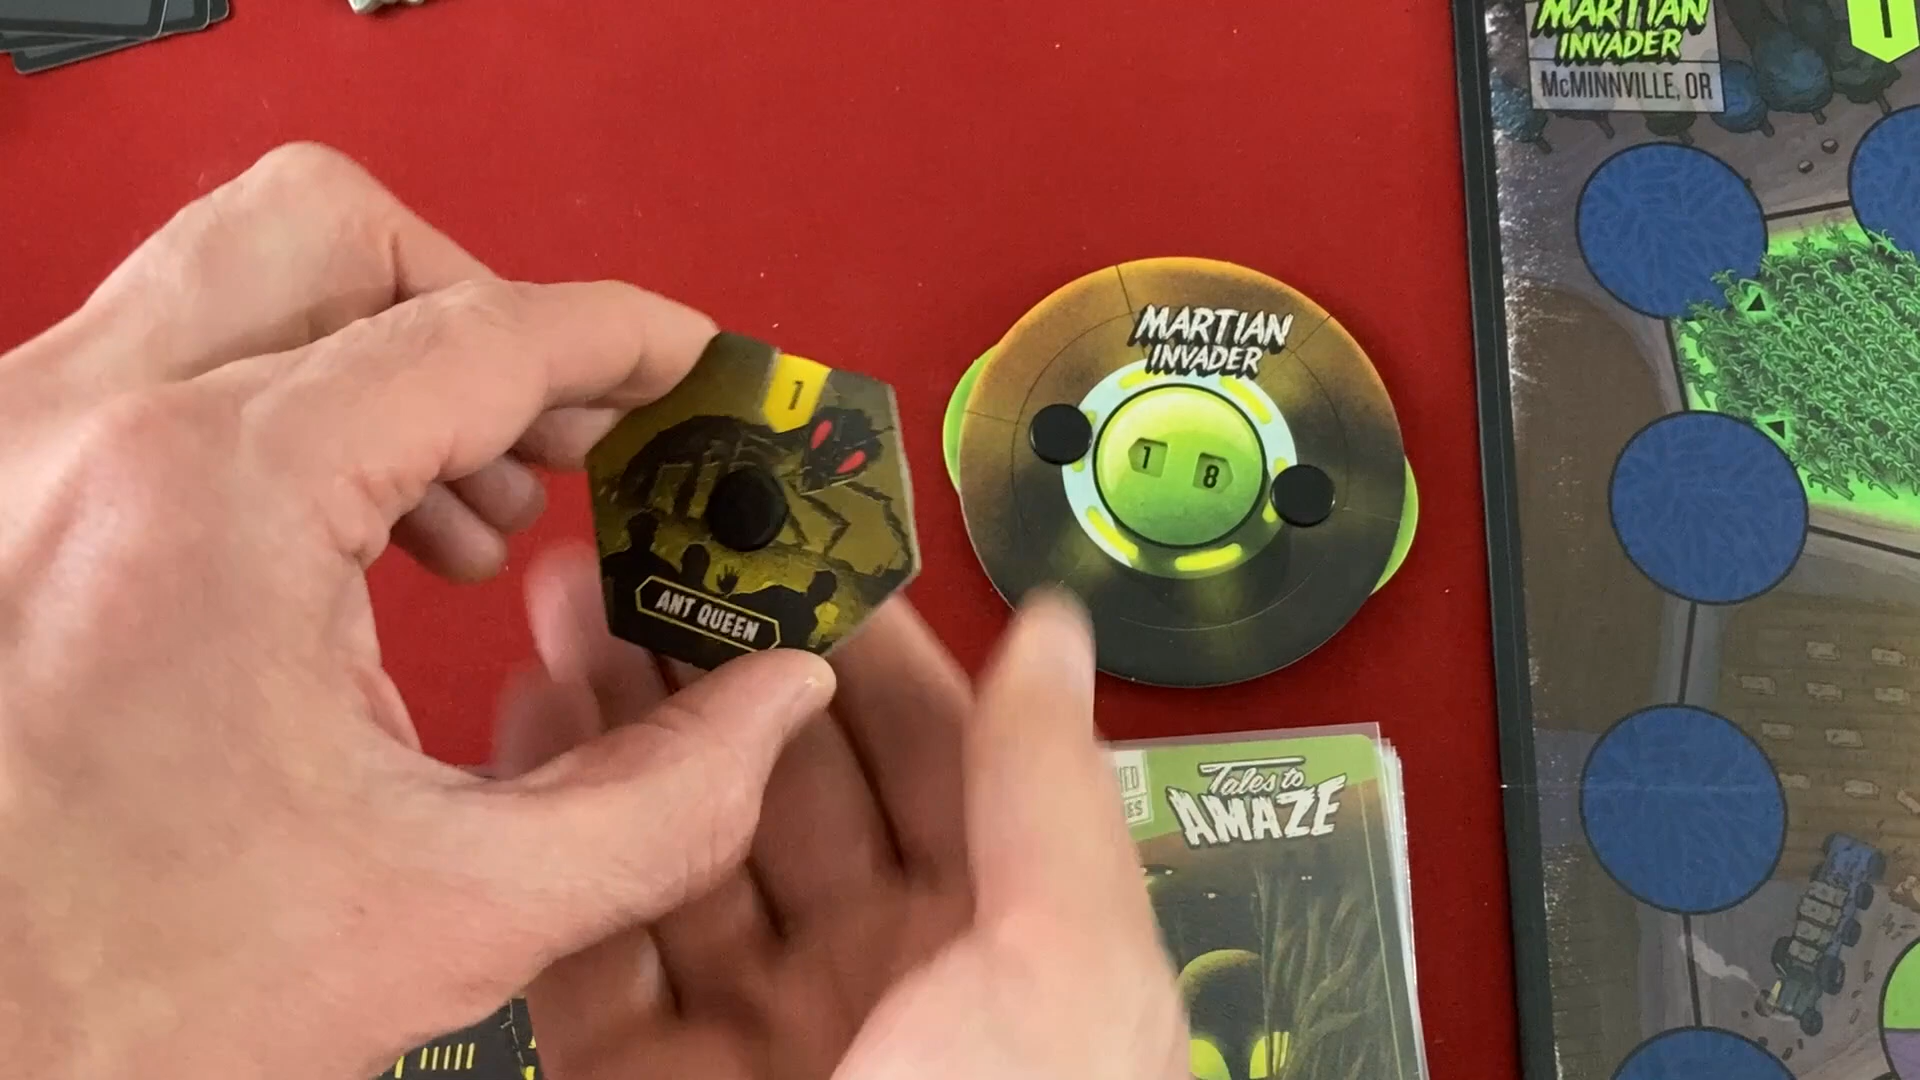 MARTIAN
INVADER
McMINNVILLE, OR
1
ANT QUEEN
MARTIAN
INVADER
1
8
Tales to
AMAZE